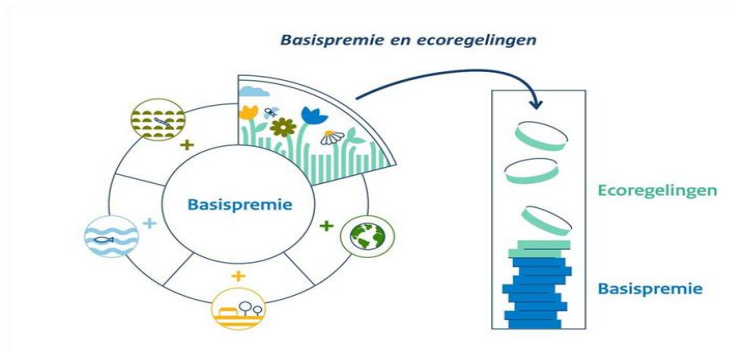 Basispremie en ecoregelingen
+
Basispremie
+
+
+
Ecoregelingen
Basispremie